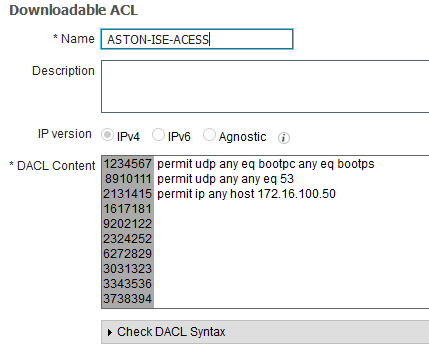 Downloadable ACL
* Name ASTON-ISE-ACESS
Description
IP version IPv4 IPv6 Agnostic i
* DACL Content 1234567 permit udp any eq bootpc any eq bootps
8910111 permit udp any any eq 53
2131415 permit ip any host 172.16.100.50
1617181
9202122
2324252
6272829
3031323
3343536
3738394
Check DACL Syntax